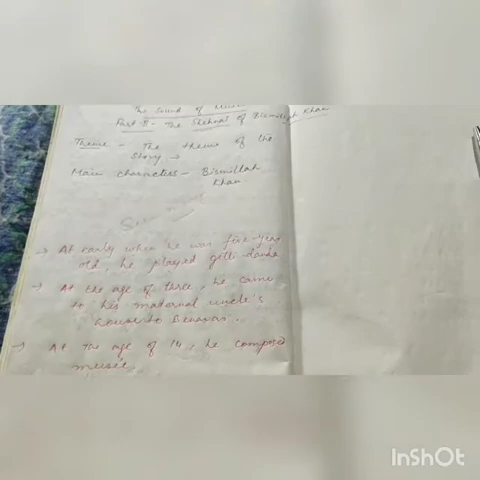 The Sound of Music
Part-II - The Shehnai of Bismillah Khan
Theme - The theme of the
Story →
Main characters - Bismillah
Khan
→ At early when he was five-year
old, he played gilli-danda
→ At the age of three, he came
to his maternal uncle's
house to Benaras.
→ At the age of 14, he composed
music
InShOt